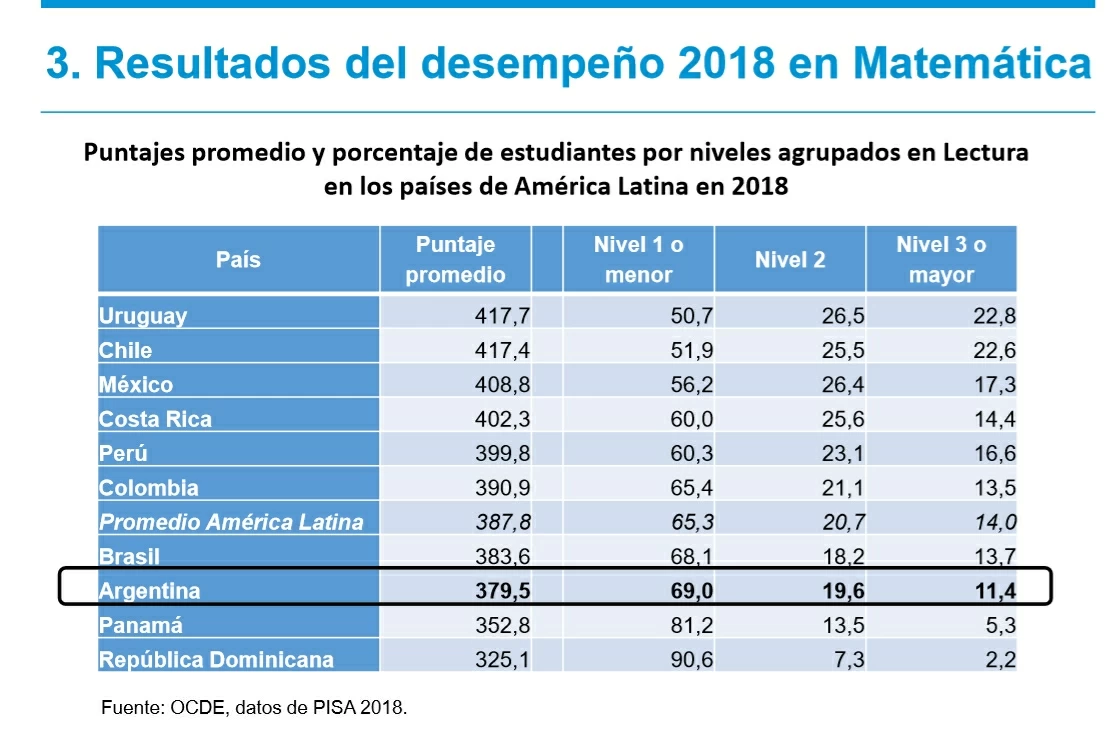 3. Resultados del desempeño 2018 en Matemática
Puntajes promedio y porcentaje de estudiantes por niveles agrupados en Lectura
en los países de América Latina en 2018
País Puntaje promedio Nivel 1 o menor Nivel 2 Nivel 3 o mayor
Uruguay 417,7 50,7 26,5 22,8
Chile 417,4 51,9 25,5 22,6
México 408,8 56,2 26,4 17,3
Costa Rica 402,3 60,0 25,6 14,4
Perú 399,8 60,3 23,1 16,6
Colombia 390,9 65,4 21,1 13,5
Promedio América Latina 387,8 65,3 20,7 14,0
Brasil 383,6 68,1 18,2 13,7
Argentina 379,5 69,0 19,6 11,4
Panamá 352,8 81,2 13,5 5,3
República Dominicana 325,1 90,6 7,3 2,2
Fuente: OCDE, datos de PISA 2018.